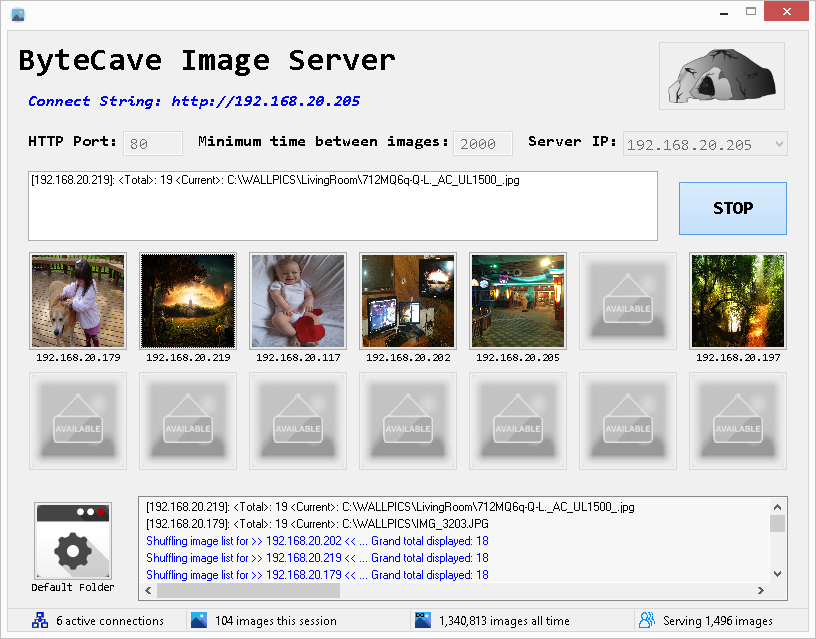 ByteCave Image Server
Connect String: http://192.168.20.205
HTTP Port: 80 Minimum time between images: 2000 Server IP: 192.168.20.205
[192.168.20.219]: <Total>: 19 <Current>: C:\WALLPICS\LivingRoom\712MQ6q-Q-L._AC_UL1500_.jpg
STOP
AVAILABLE
192.168.20.179 192.168.20.219 192.168.20.117 192.168.20.202 192.168.20.205 192.168.20.197
AVAILABLE AVAILABLE AVAILABLE AVAILABLE AVAILABLE AVAILABLE AVAILABLE
[192.168.20.219]: <Total>: 19 <Current>: C:\WALLPICS\LivingRoom\712MQ6q-Q-L._AC_UL1500_.jpg
[192.168.20.179]: <Total>: 19 <Current>: C:\WALLPICS\IMG_3203.JPG
Shuffling image list for >> 192.168.20.202 << ... Grand total displayed: 18
Shuffling image list for >> 192.168.20.219 << ... Grand total displayed: 18
Shuffling image list for >> 192.168.20.179 << ... Grand total displayed: 18
Default Folder
6 active connections 104 images this session 1,340,813 images all time Serving 1,496 images